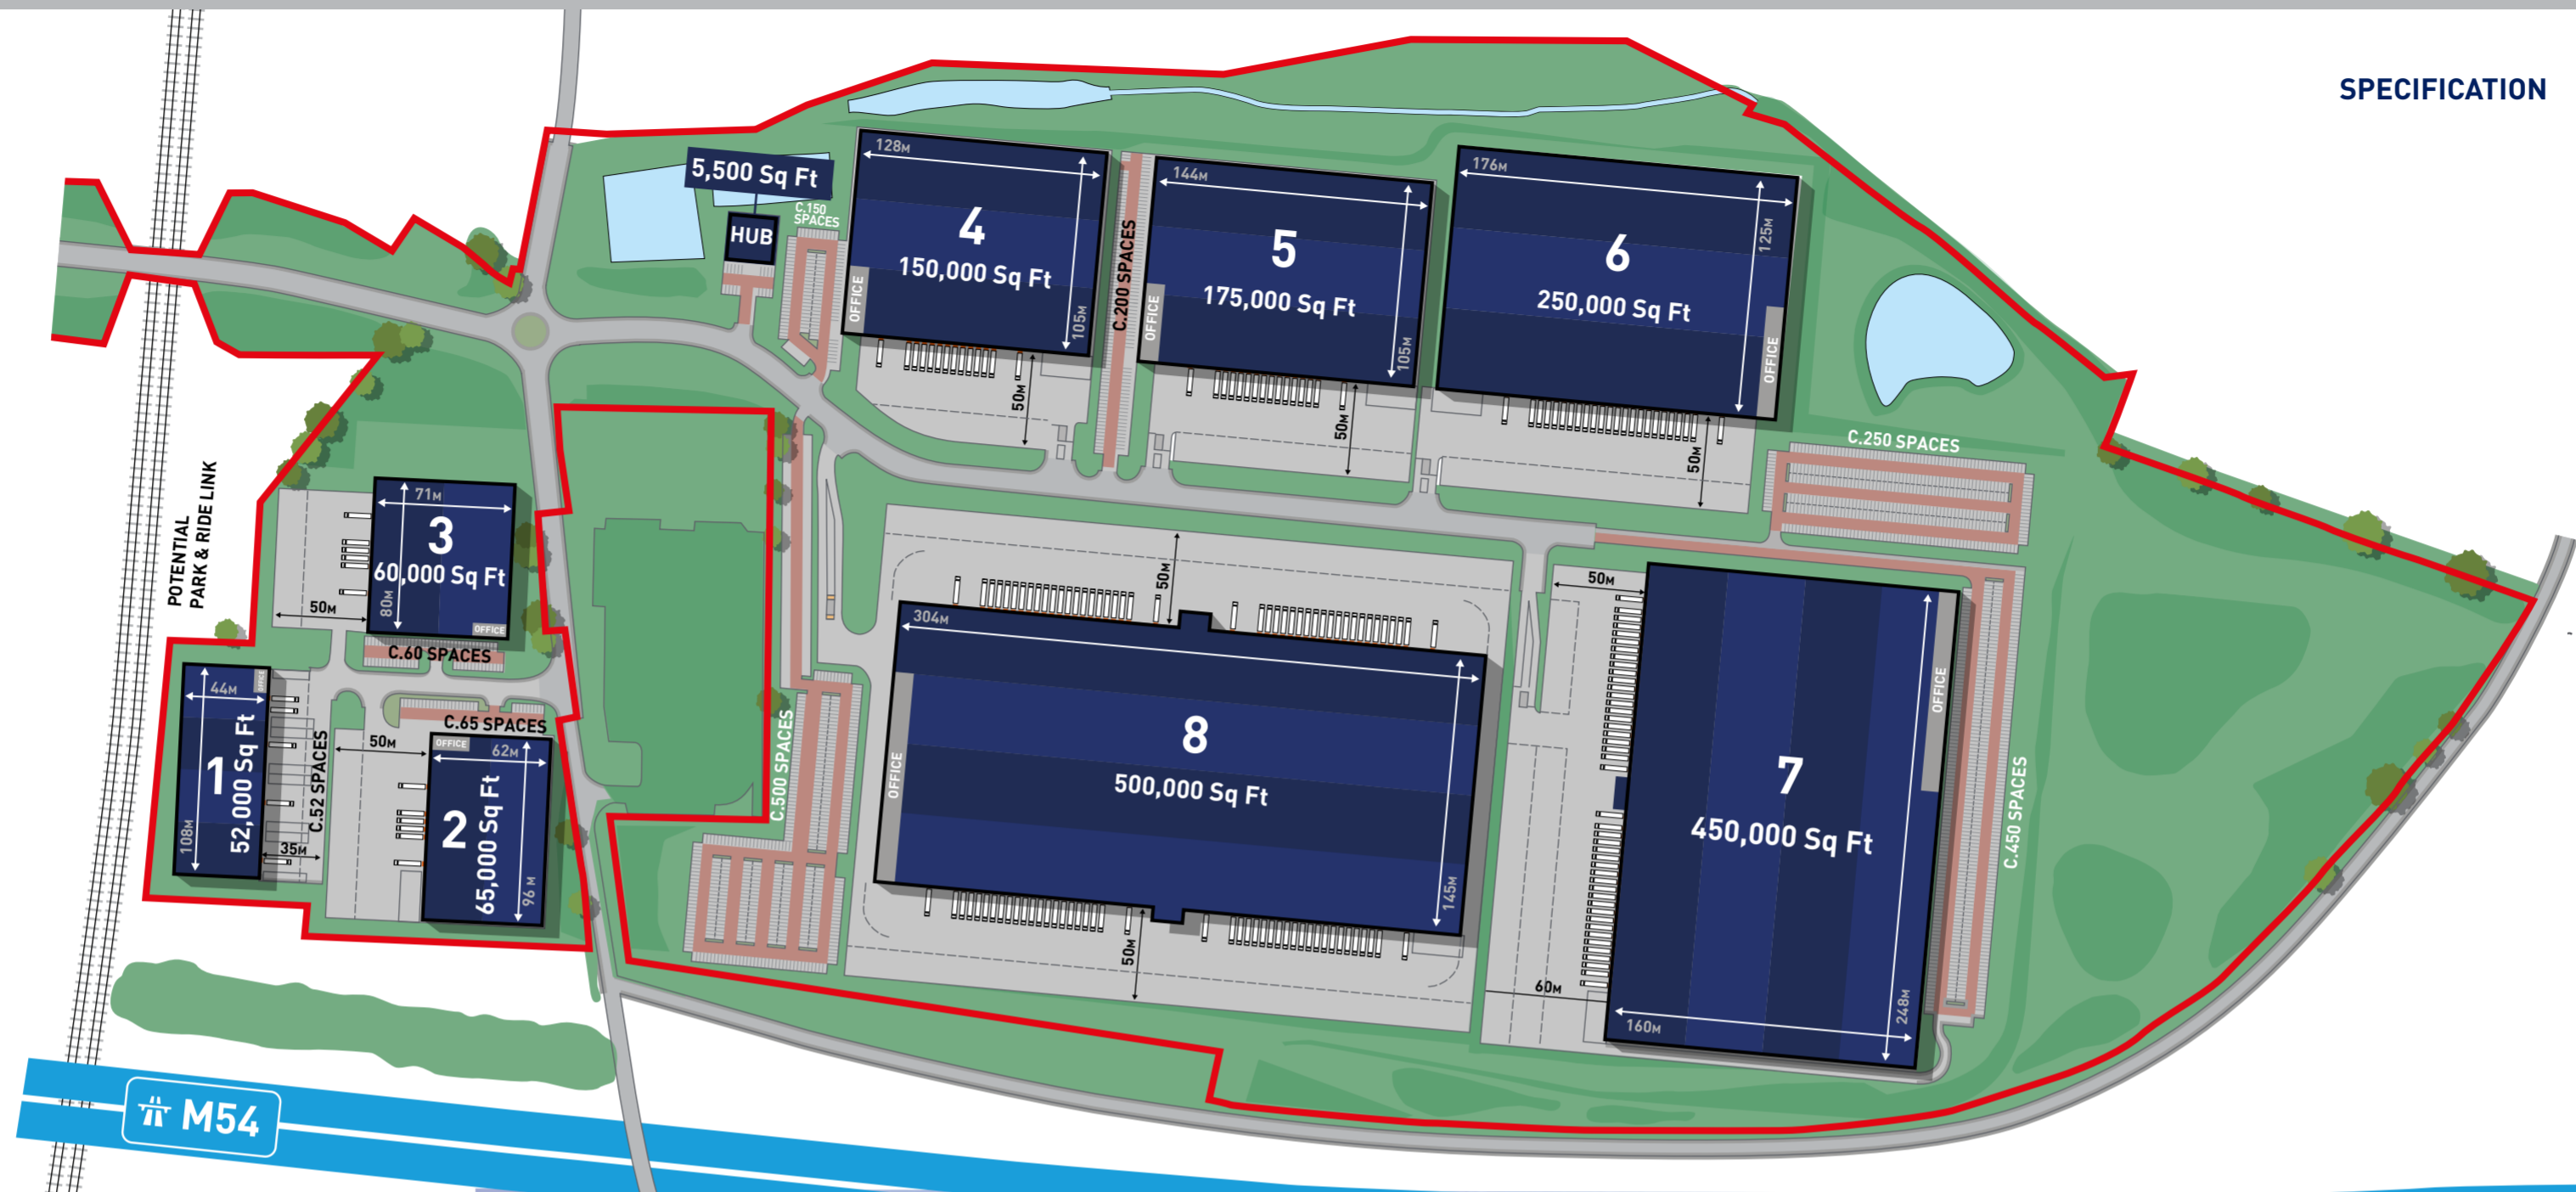 SPECIFICATION
5,500 Sq Ft
HUB
C.150
SPACES
128M
4
150,000 Sq Ft
105M
OFFICE
50M
C.200 SPACES
144M
5
175,000 Sq Ft
105M
OFFICE
50M
176M
6
250,000 Sq Ft
125M
OFFICE
50M
C.250 SPACES
POTENTIAL
PARK & RIDE LINK
71M
3
60,000 Sq Ft
80M
OFFICE
50M
C.60 SPACES
44M
OFFICE
1
52,000 Sq Ft
108M
35M
C.52 SPACES
C.65 SPACES
50M
OFFICE
62M
2
65,000 Sq Ft
96 M
C.500 SPACES
50M
304M
8
500,000 Sq Ft
145M
OFFICE
50M
50M
7
450,000 Sq Ft
OFFICE
160M
248M
60M
C.450 SPACES
M54